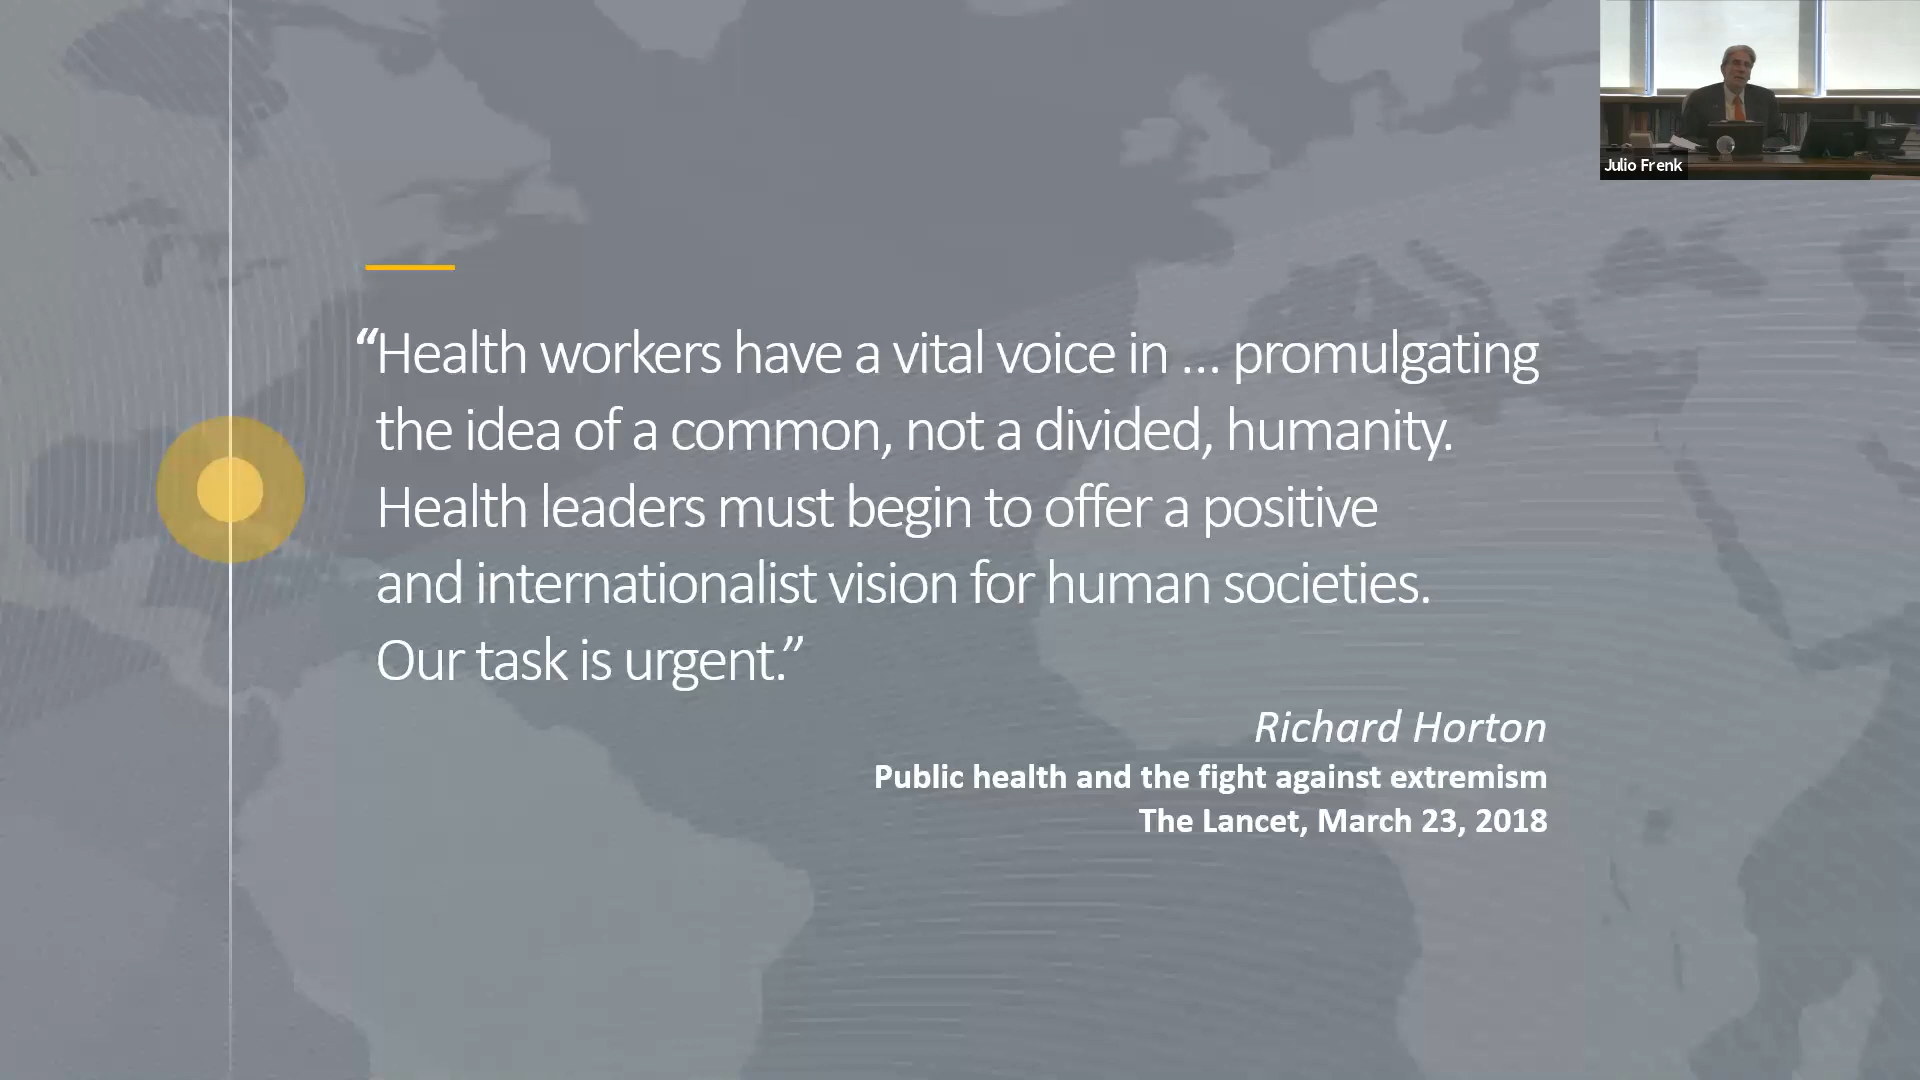 Julio Frenk
“Health workers have a vital voice in ... promulgating
the idea of a common, not a divided, humanity.
Health leaders must begin to offer a positive
and internationalist vision for human societies.
Our task is urgent.”
Richard Horton
Public health and the fight against extremism
The Lancet, March 23, 2018